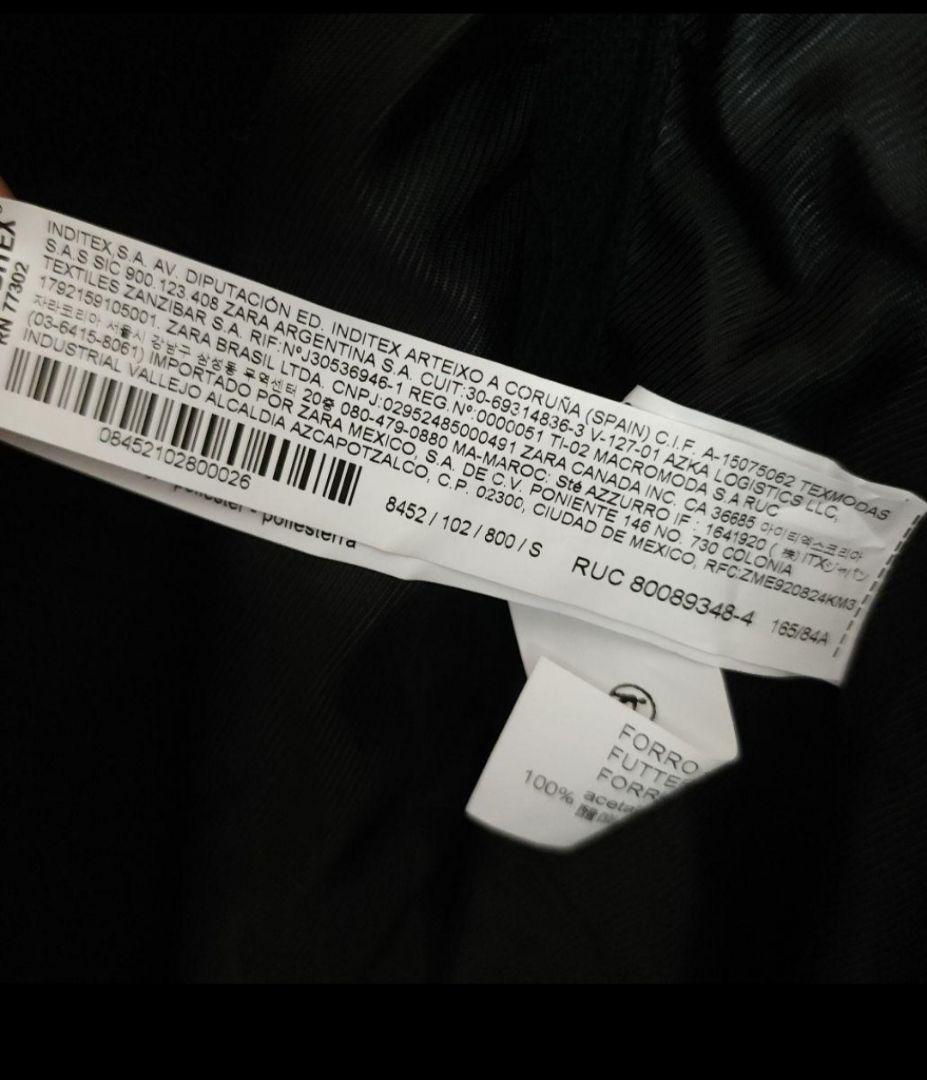 RN 77302
INDITEX,S.A. AV. DIPUTACIÓN ED. INDITEX ARTEIXO A CORUÑA (SPAIN) C.I.F. A-15075062 TEXMODAS
S.A.S SIC 900.123.408 ZARA ARGENTINA S.A. CUIT:30-69314836-3 V-127-01 AZKA LOGISTICS LLC,
TEXTILES ZANZIBAR S.A. RIF:NºJ30536946-1 REG.Nº:0000051 TI-02 MACROMODA S A RUC
1792159105001. ZARA BRASIL LTDA. CNPJ:02952485000491 ZARA CANADA INC. CA 36685 아이티엑스코리아
자라코리아 서울시 강남구 삼성동 20층 080-479-0880 MA-MAROC. Sté AZZURRO IF : 1641920 ( 株) ITXジャパン
(03-6415-8061) IMPORTADO POR ZARA MEXICO, S.A. DE C.V. PONIENTE 146 NO. 730 COLONIA
INDUSTRIAL VALLEJO ALCALDIA AZCAPOTZALCO, C.P. 02300, CIUDAD DE MEXICO, RFC:ZME920824KM3
08452102800026
8452 / 102 / 800 / S
RUC 80089348-4
165/84A
poliester - poliesterra
FORRO
100%